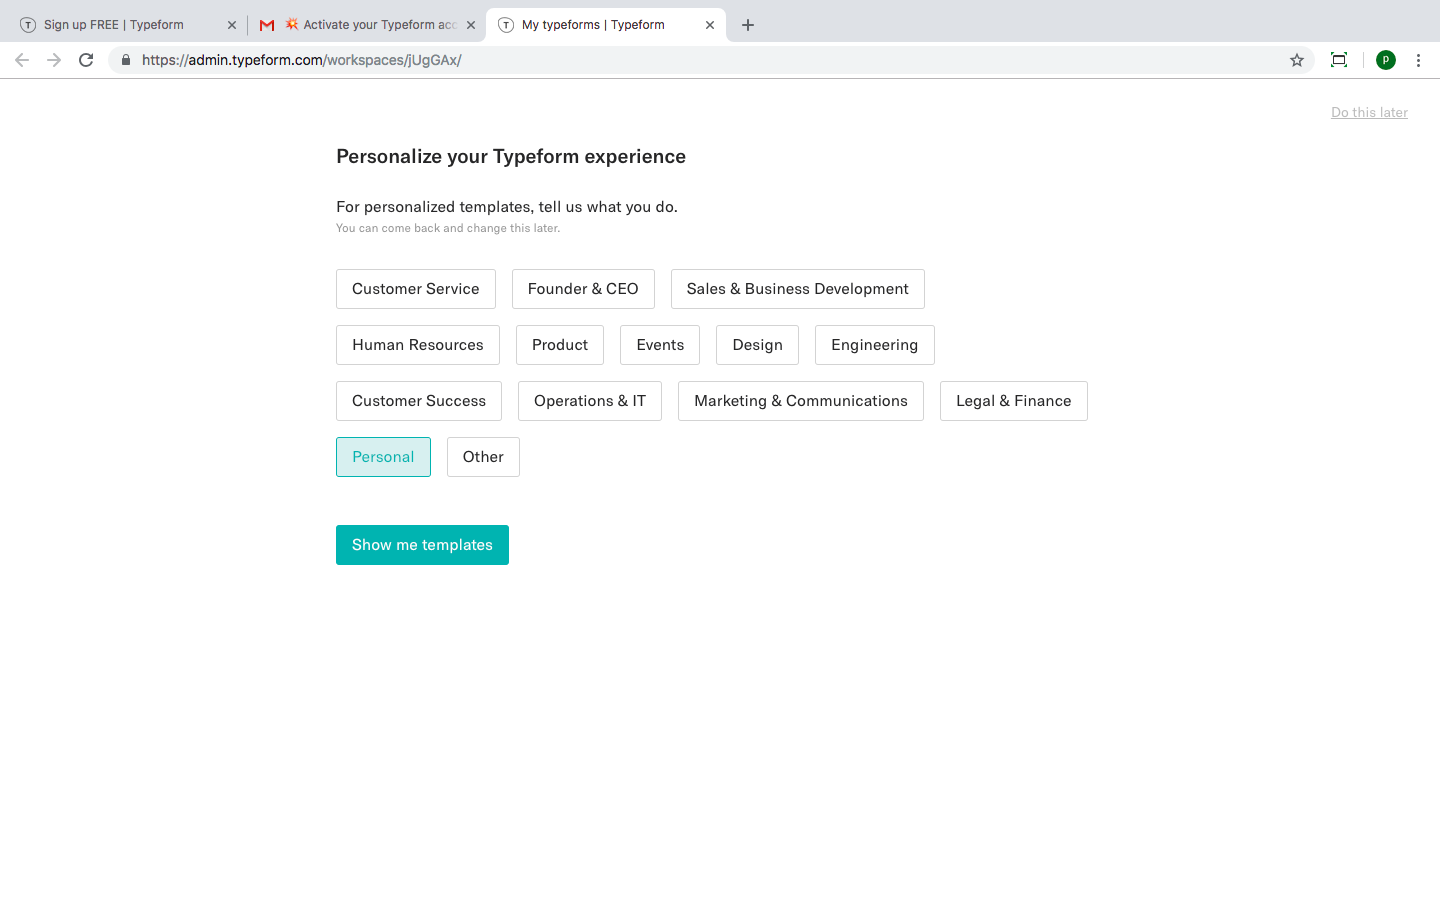 Sign up FREE | Typeform
Activate your Typeform acc
My typeforms | Typeform
https://admin.typeform.com/workspaces/jUgGAx/
p
Do this later
Personalize your Typeform experience
For personalized templates, tell us what you do.
You can come back and change this later.
Customer Service Founder & CEO Sales & Business Development
Human Resources Product Events Design Engineering
Customer Success Operations & IT Marketing & Communications Legal & Finance
Personal Other
Show me templates